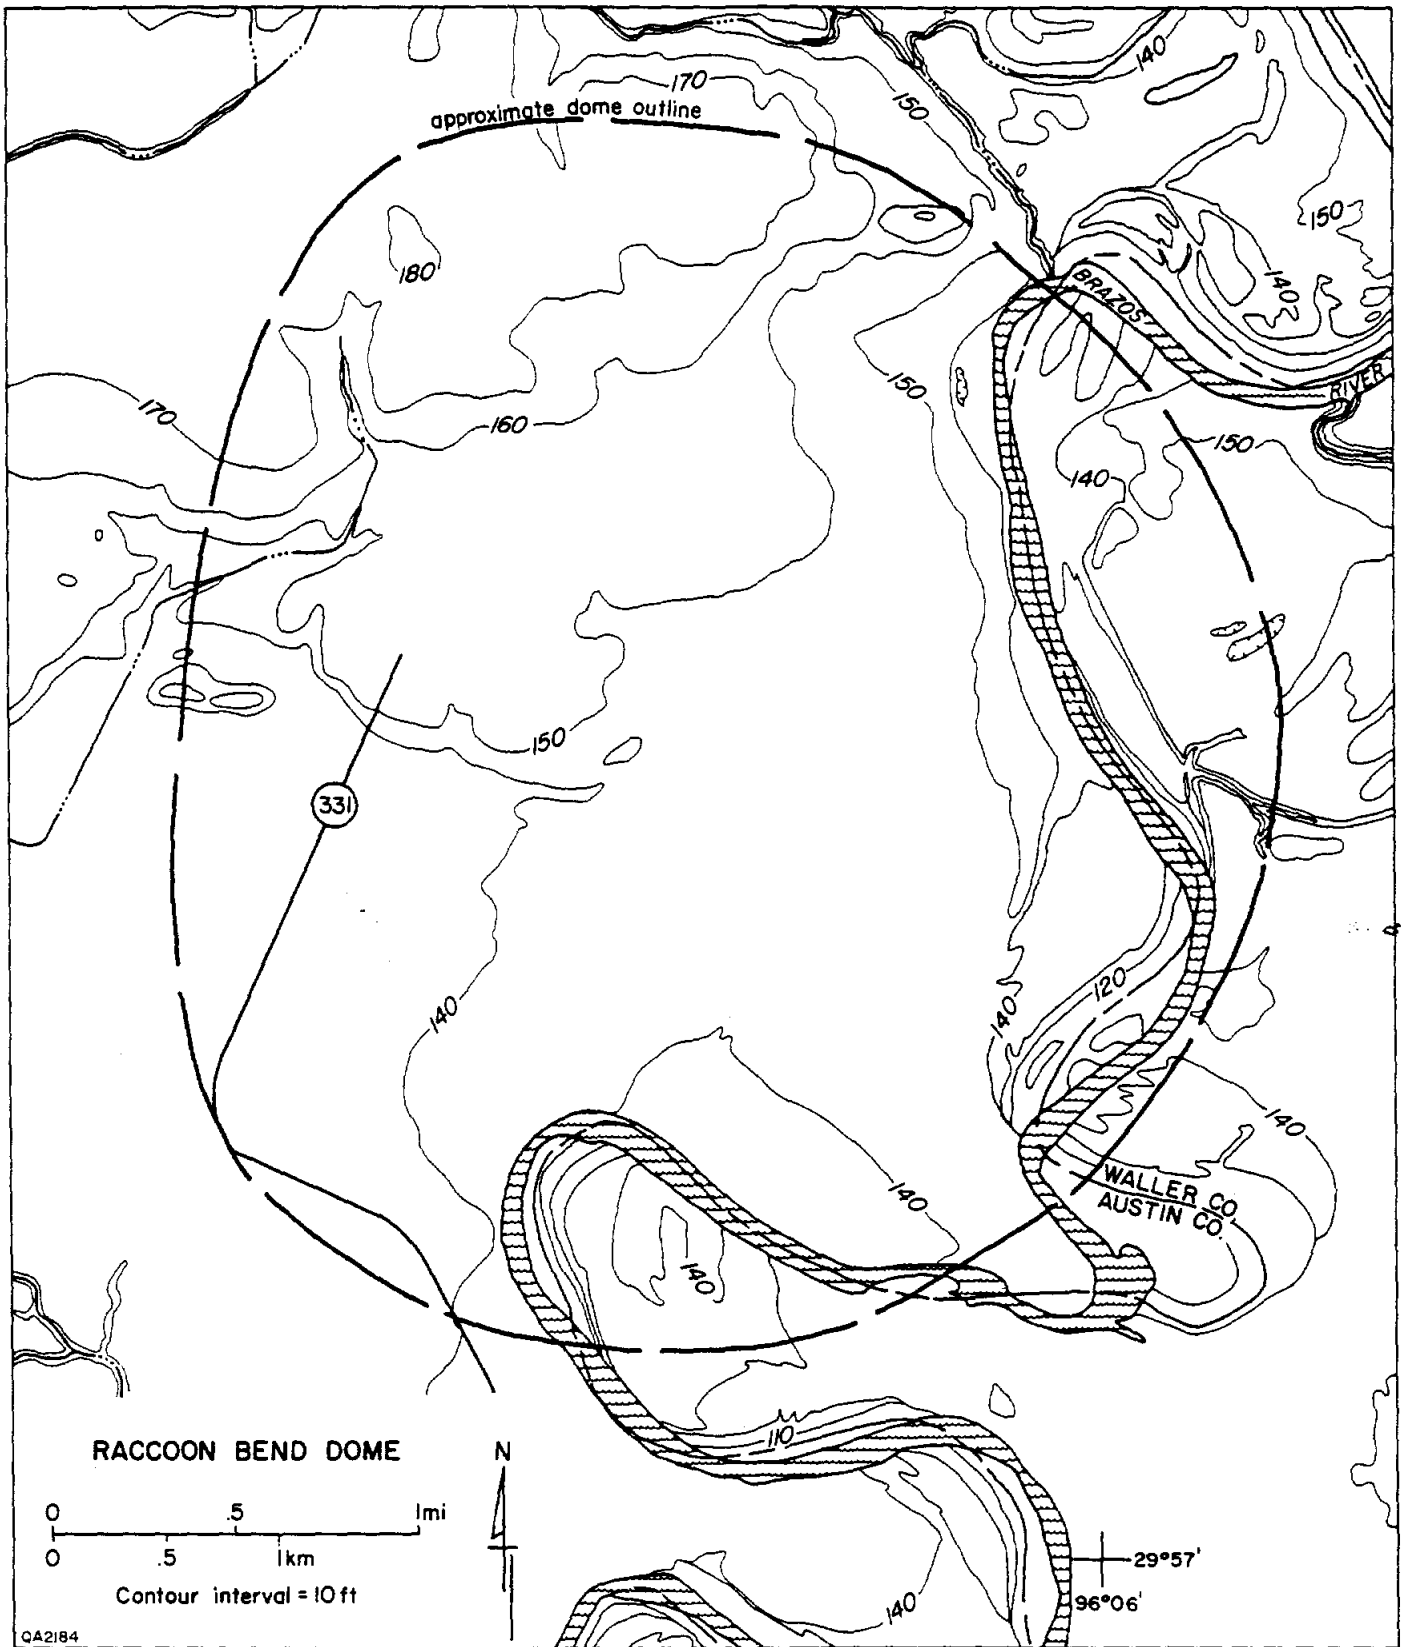 140
170
150
approximate dome outline
150
180
140
BRAZOS
RIVER
150
170
160
150
140
150
331
120
140
140
140
WALLER CO.
AUSTIN CO.
140
140
110
RACCOON BEND DOME
N
0 .5 1mi
0 .5 1km
Contour interval = 10 ft
29°57'
96°06'
140
QA2184